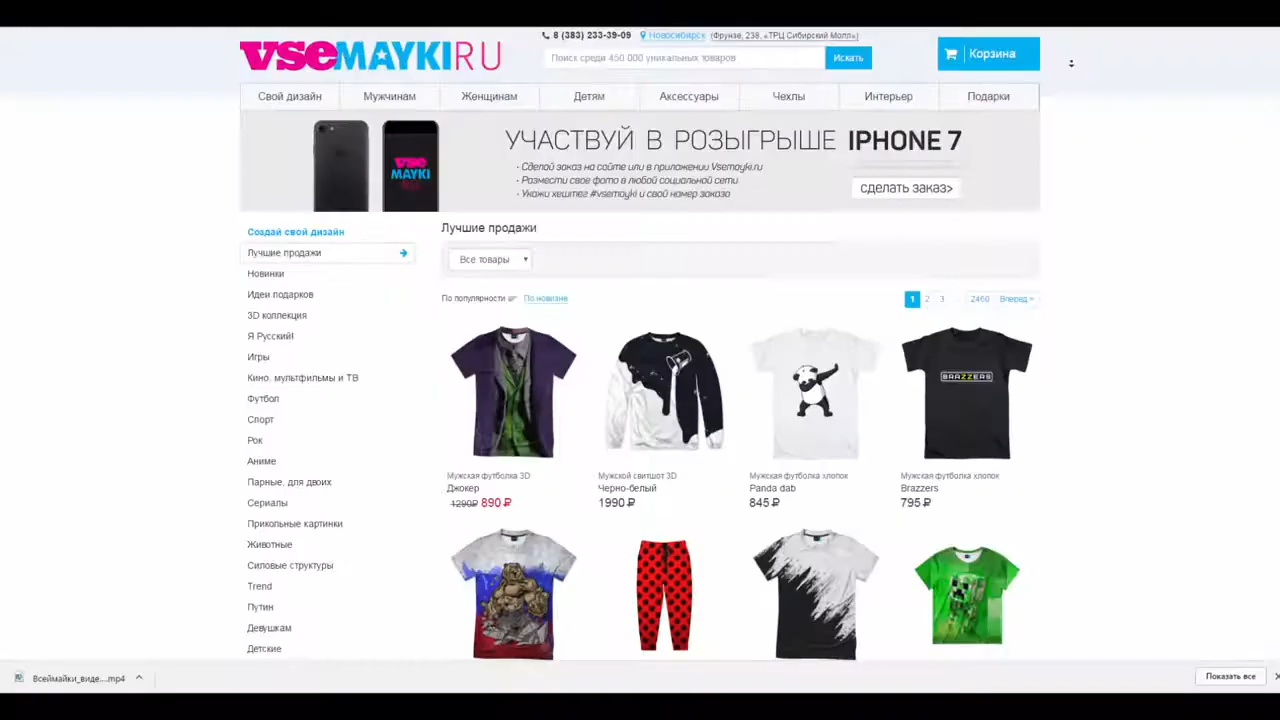 8 (383) 233-39-09 Новосибирск (Фрунзе, 238, «ТРЦ Сибирский Молл»)
VSEMAYKIRU
Поиск среди 450 000 уникальных товаров Искать
Корзина
Свой дизайн Мужчинам Женщинам Детям Аксессуары Чехлы Интерьер Подарки
УЧАСТВУЙ В РОЗЫГРЫШЕ IPHONE 7
- Сделай заказ на сайте или в приложении Vsemayki.ru
- Размести свое фото в любой социальной сети
- Укажи хештег #vsemayki и свой номер заказа
сделать заказ>
VSE
MAYKI
RU
Создай свой дизайн
Лучшие продажи
Новинки
Идеи подарков
3D коллекция
Я Русский!
Игры
Кино, мультфильмы и ТВ
Футбол
Спорт
Рок
Аниме
Парные, для двоих
Сериалы
Прикольные картинки
Животные
Силовые структуры
Trend
Путин
Девушкам
Детские
Лучшие продажи
Все товары
По популярности По новизне
1 2 3 ... 2460 Вперед »
BRAZZERS
Мужская футболка 3D
Джокер
1290₽ 890 ₽
Мужской свитшот 3D
Черно-белый
1990 ₽
Мужская футболка хлопок
Panda dab
845 ₽
Мужская футболка хлопок
Brazzers
795 ₽
Всеймайки_виде....mp4
Показать все